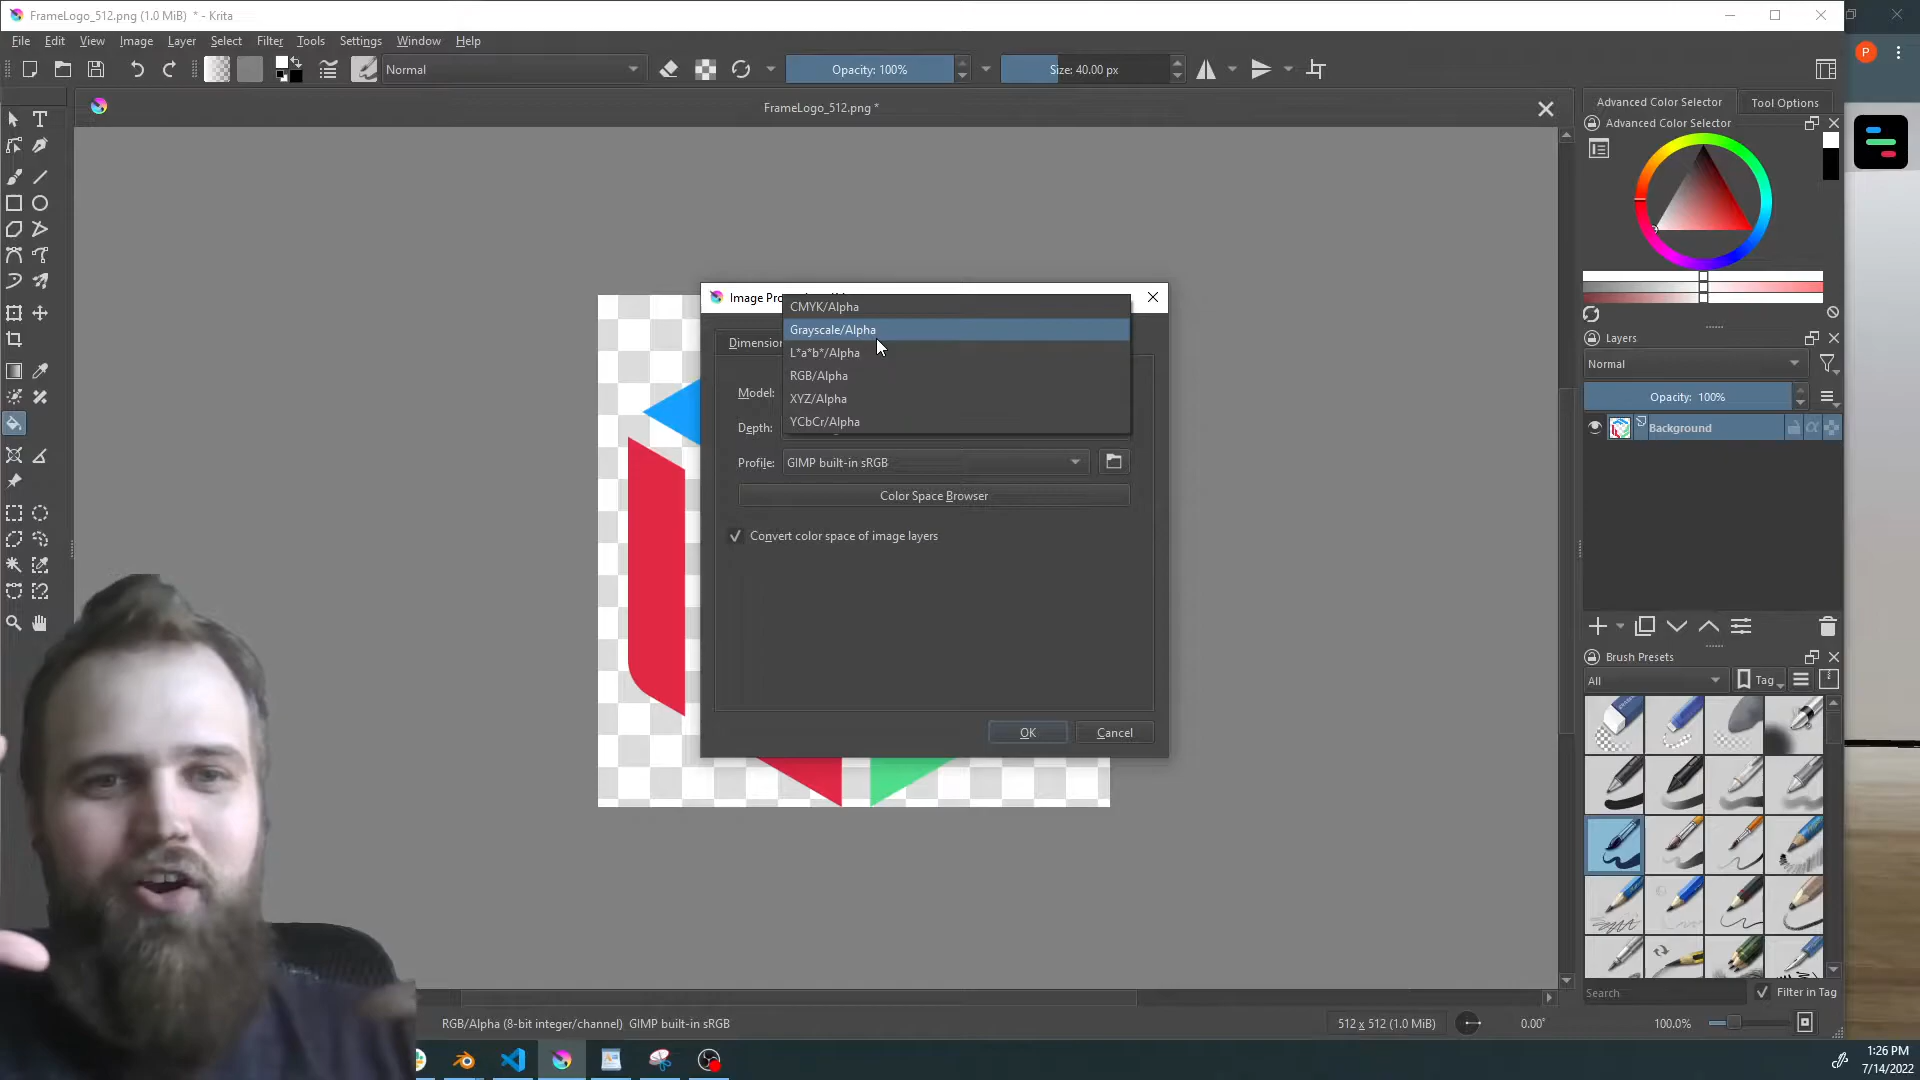 FrameLogo_512.png (1.0 MiB) * - Krita
File Edit View Image Layer Select Filter Tools Settings Window Help
Normal
Opacity: 100%
Size: 40.00 px
FrameLogo_512.png *
Advanced Color Selector
Tool Options
Advanced Color Selector
CMYK/Alpha
Grayscale/Alpha
L*a*b*/Alpha
RGB/Alpha
XYZ/Alpha
YCbCr/Alpha
Model:
Depth:
Profile: GIMP built-in sRGB
Color Space Browser
Convert color space of image layers
OK
Cancel
Layers
Normal
Opacity: 100%
Background
Brush Presets
All
Tag
Search
Filter in Tag
RGB/Alpha (8-bit integer/channel) GIMP built-in sRGB
512 x 512 (1.0 MiB)
0.00°
100.0%
P
1:26 PM
7/14/2022